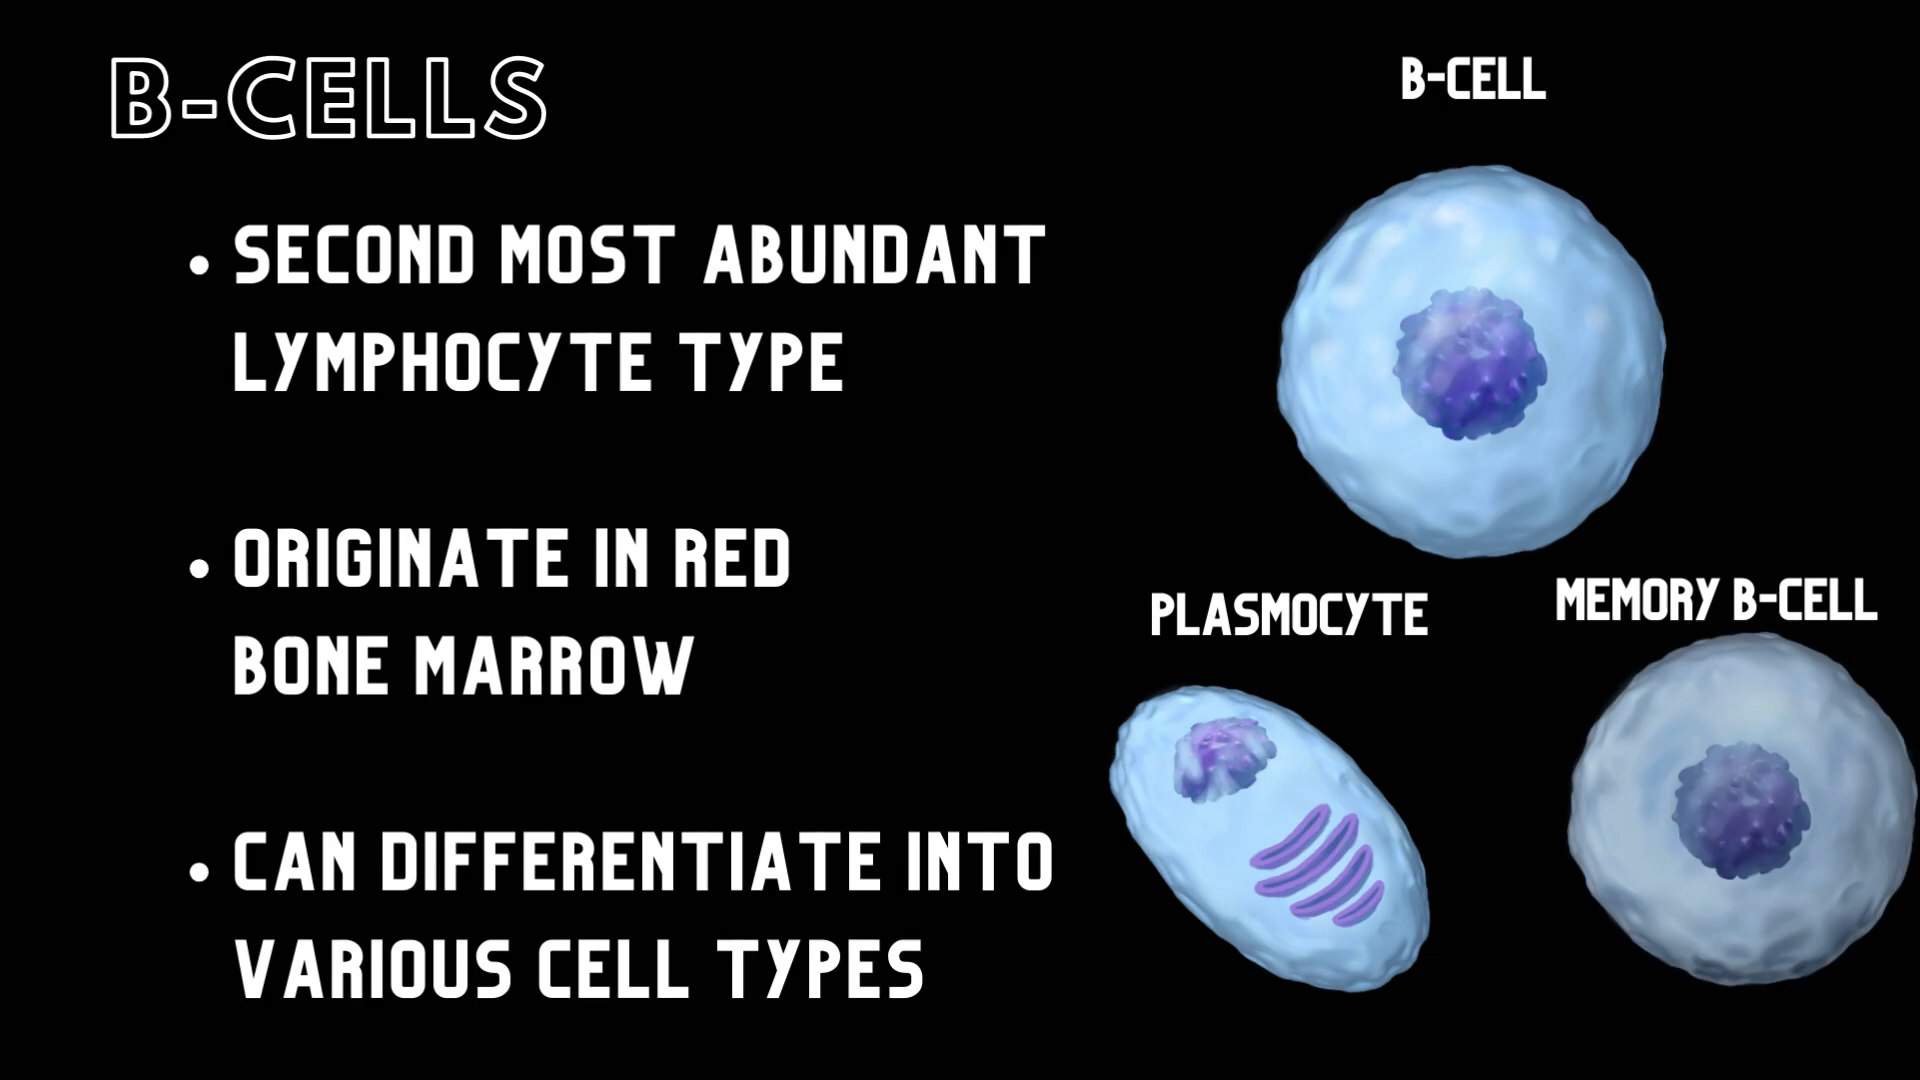 B-CELLS
• SECOND MOST ABUNDANT
LYMPHOCYTE TYPE
• ORIGINATE IN RED
BONE MARROW
• CAN DIFFERENTIATE INTO
VARIOUS CELL TYPES
B-CELL
PLASMOCYTE
MEMORY B-CELL